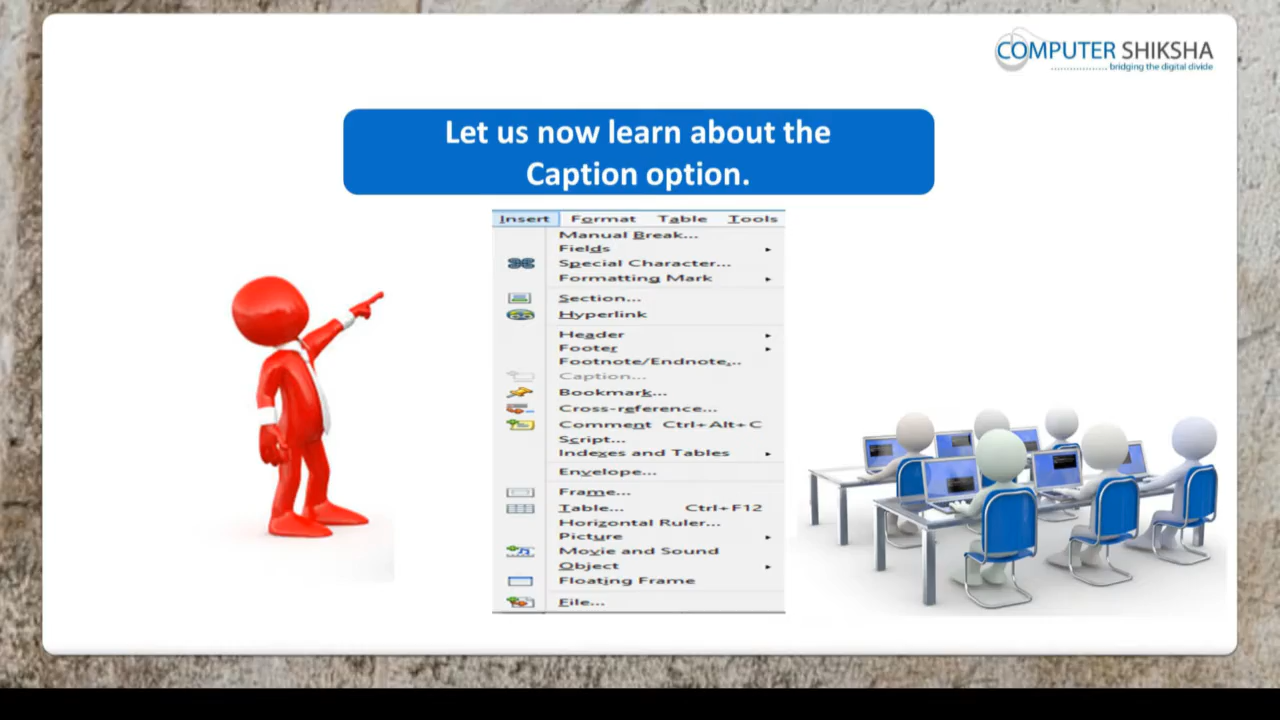 COMPUTER SHIKSHA
bridging the digital divide
Let us now learn about the
Caption option.
Insert Format Table Tools
Manual Break...
Fields
Special Character...
Formatting Mark
Section...
Hyperlink
Header
Footer
Footnote/Endnote...
Caption...
Bookmark...
Cross-reference...
Comment Ctrl+Alt+C
Script...
Indexes and Tables
Envelope...
Frame...
Table... Ctrl+F12
Horizontal Ruler...
Picture
Movie and Sound
Object
Floating Frame
File...